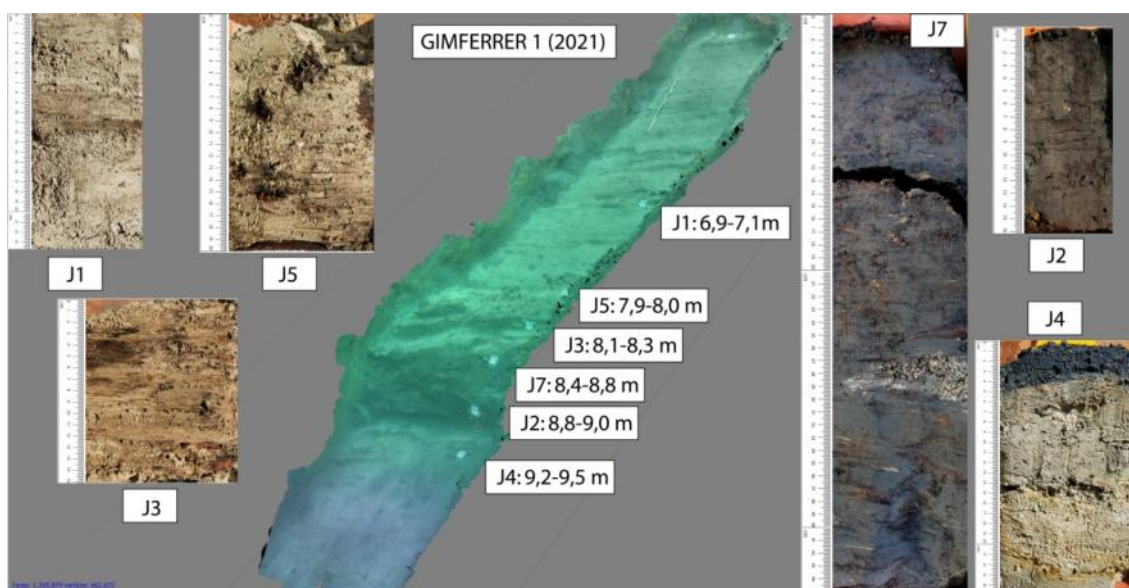 GIMFERRER 1 (2021)
J7
J1
J5
J2
J3
J4
J1: 6,9-7,1m
J5: 7,9-8,0 m
J3: 8,1-8,3 m
J7: 8,4-8,8 m
J2: 8,8-9,0 m
J4: 9,2-9,5 m